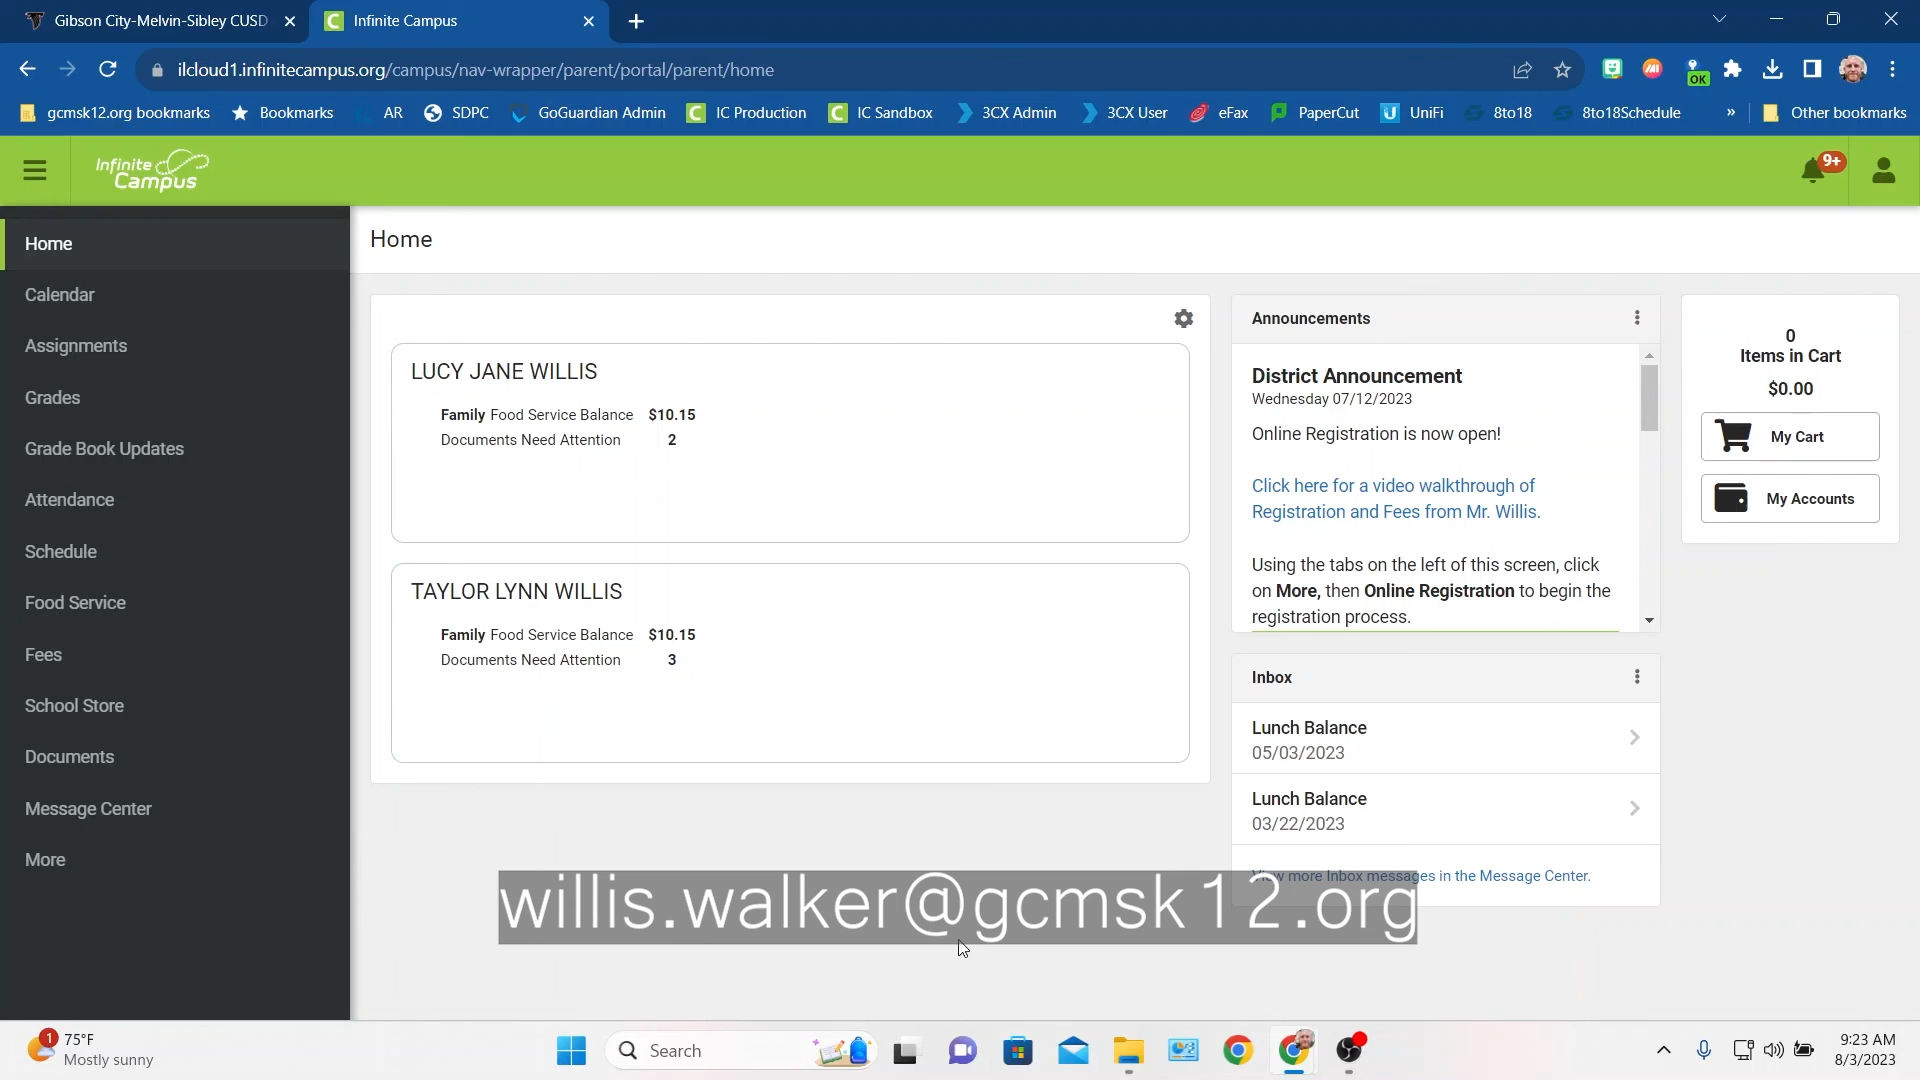 Gibson City-Melvin-Sibley CUSD
Infinite Campus
ilcloud1.infinitecampus.org/campus/nav-wrapper/parent/portal/parent/home
OK
gcmsk12.org bookmarks
Bookmarks
AR
SDPC
GoGuardian Admin
IC Production
IC Sandbox
3CX Admin
3CX User
eFax
PaperCut
UniFi
8to18
8to18Schedule
»
Other bookmarks
Infinite
Campus
9+
Home
Calendar
Assignments
Grades
Grade Book Updates
Attendance
Schedule
Food Service
Fees
School Store
Documents
Message Center
More
Home
LUCY JANE WILLIS
Family Food Service Balance $10.15
Documents Need Attention 2
TAYLOR LYNN WILLIS
Family Food Service Balance $10.15
Documents Need Attention 3
Announcements
District Announcement
Wednesday 07/12/2023
Online Registration is now open!
Click here for a video walkthrough of
Registration and Fees from Mr. Willis.
Using the tabs on the left of this screen, click
on More, then Online Registration to begin the
registration process.
Inbox
Lunch Balance
05/03/2023
Lunch Balance
03/22/2023
View more Inbox messages in the Message Center.
0
Items in Cart
$0.00
My Cart
My Accounts
willis.walker@gcmsk12.org
1
75°F
Mostly sunny
Search
9:23 AM
8/3/2023